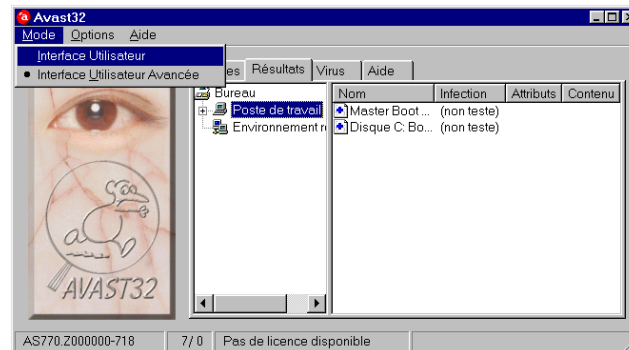 Avast32
Mode Options Aide
Interface Utilisateur
Interface Utilisateur Avancée
es Résultats Virus Aide
Bureau
Poste de travail
Environnement r
Nom Infection Attributs Contenu
Master Boot ... (non teste)
Disque C: Bo... (non teste)
AVAST32
AS770.Z000000-718 7/ 0 Pas de licence disponible